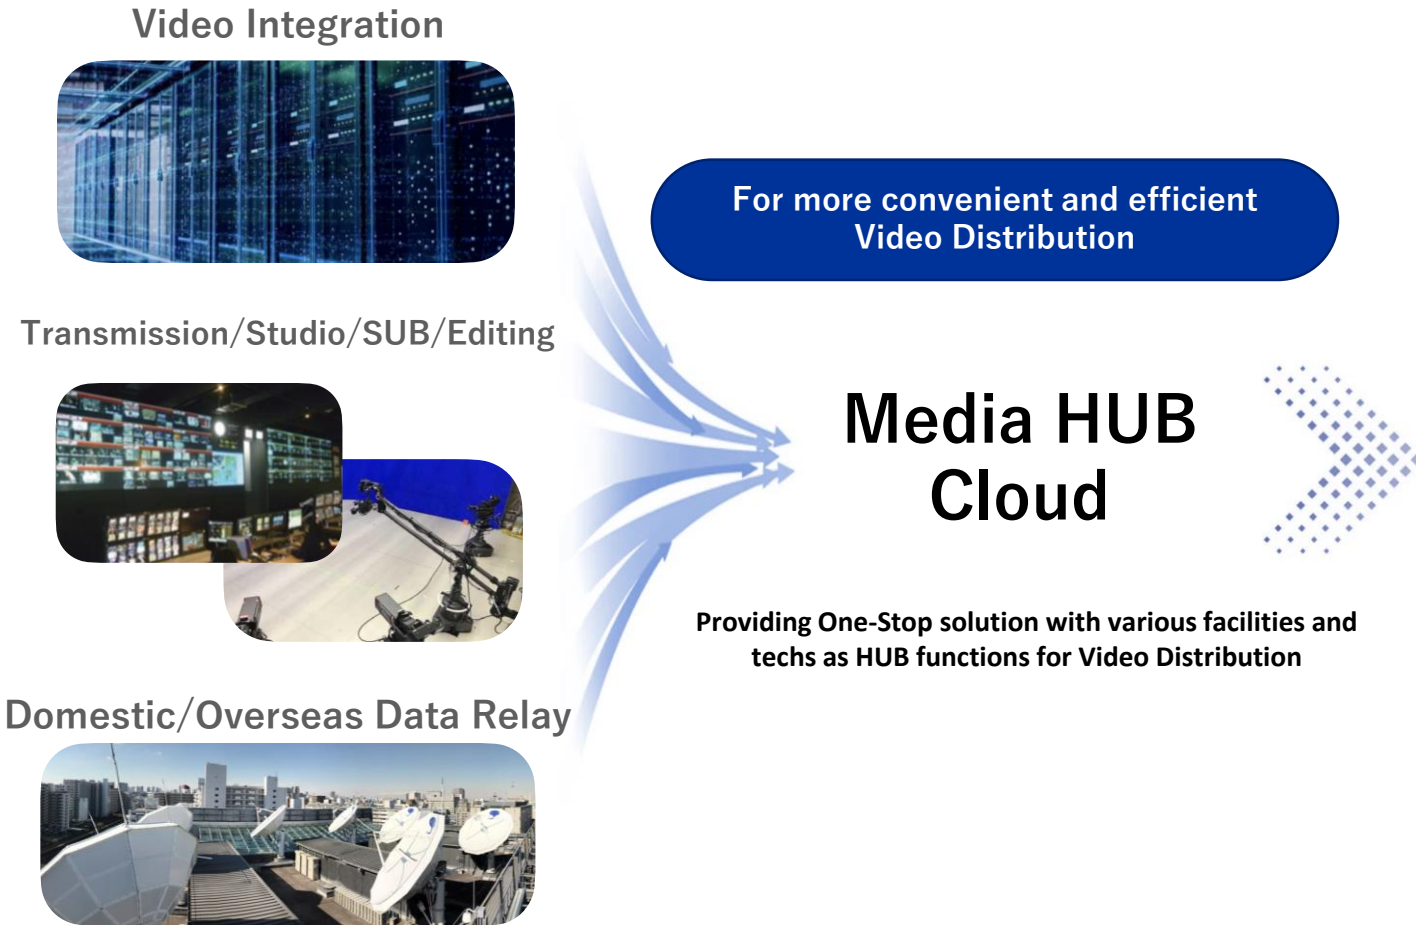 Video Integration
For more convenient and efficient
Video Distribution
Transmission/Studio/SUB/Editing
Media HUB
Cloud
Providing One-Stop solution with various facilities and
techs as HUB functions for Video Distribution
Domestic/Overseas Data Relay